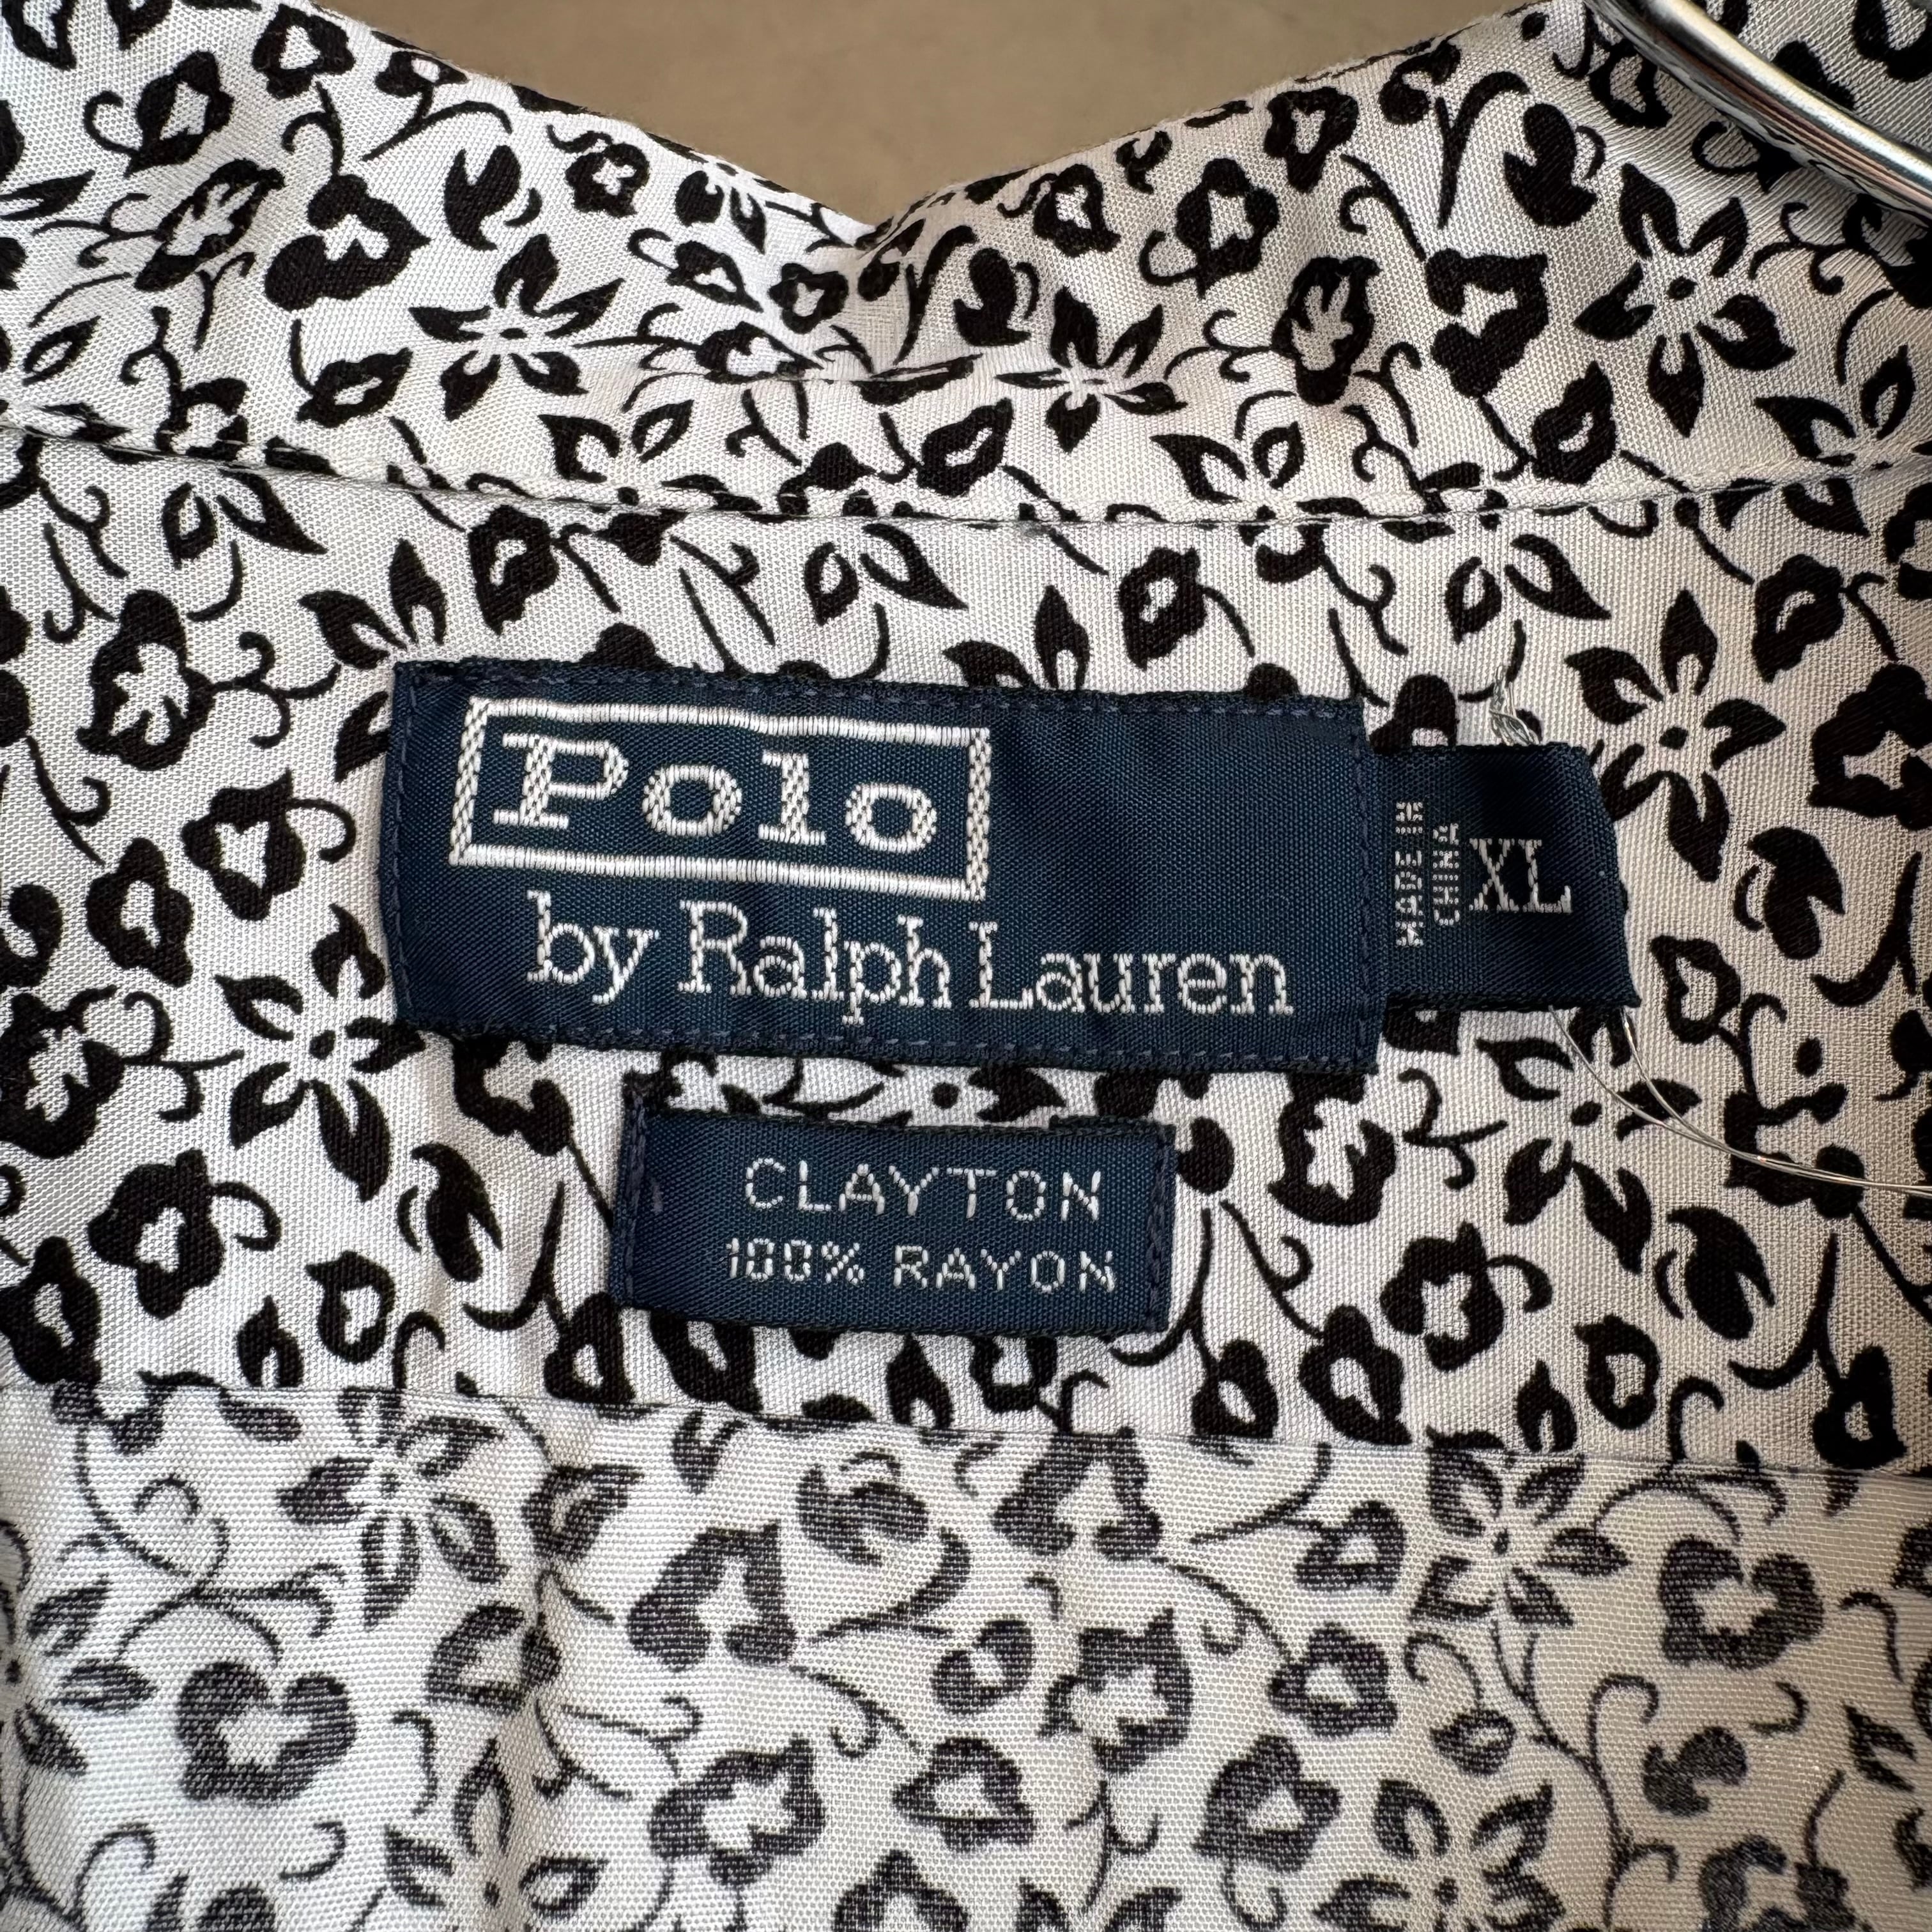 Polo
by Ralph Lauren
MADE IN
CHINA
XL
CLAYTON
100% RAYON